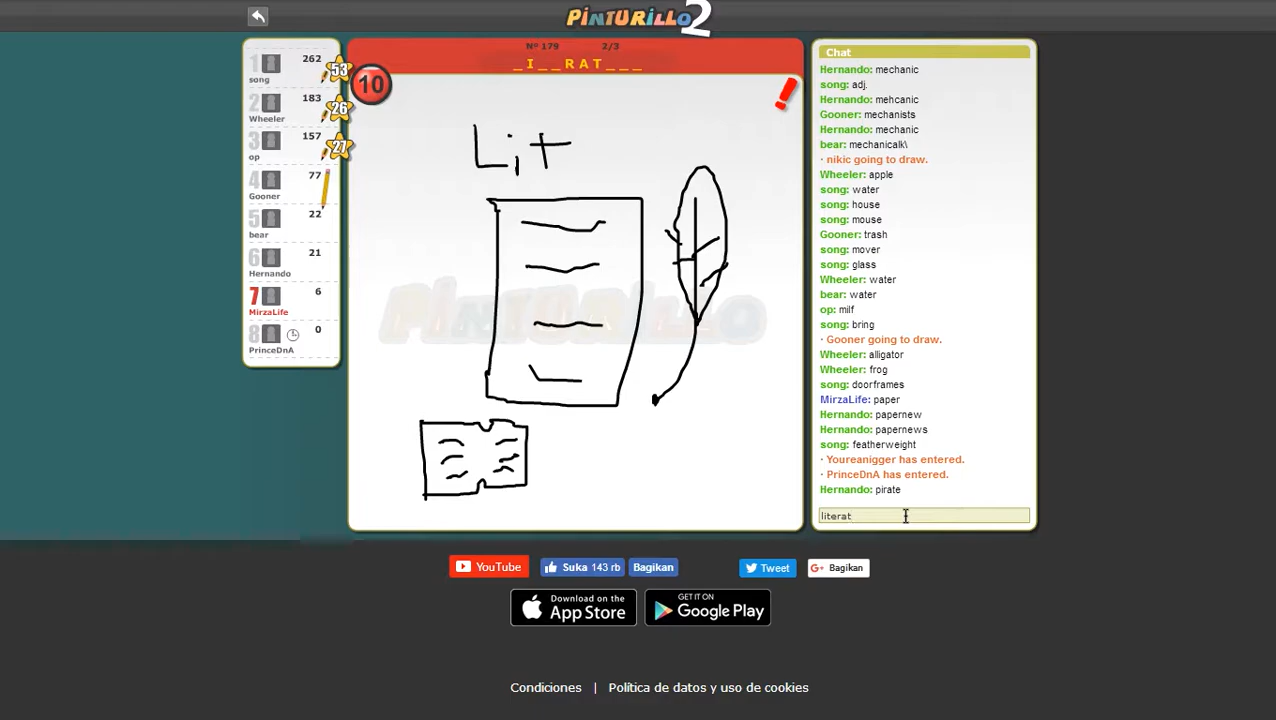 PINTURILLO 2
1 262 53
song
2 183 26
Wheeler
3 157 27
op
4 77
Gooner
5 22
bear
6 21
Hernando
7 6
MirzaLife
8 0
PrinceDnA
Nº 179 2/3
_I__RAT___
10
!
Lit
PINTURILLO
Chat
Hernando: mechanic
song: adj.
Hernando: mehcanic
Gooner: mechanists
Hernando: mechanic
bear: mechanicalk\
· nikic going to draw.
Wheeler: apple
song: water
song: house
song: mouse
Gooner: trash
song: mover
song: glass
Wheeler: water
bear: water
op: milf
song: bring
· Gooner going to draw.
Wheeler: alligator
Wheeler: frog
song: doorframes
MirzaLife: paper
Hernando: papernew
Hernando: papernews
song: featherweight
· Youreanigger has entered.
· PrinceDnA has entered.
Hernando: pirate
literat
YouTube Suka 143 rb Bagikan Tweet G+ Bagikan
Download on the App Store GET IT ON Google Play
Condiciones | Política de datos y uso de cookies